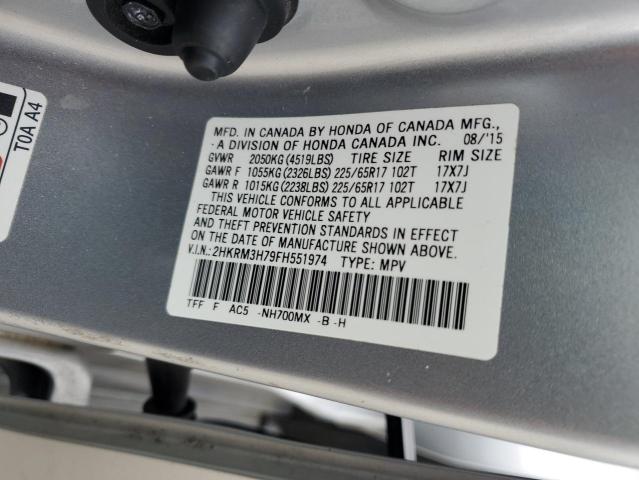 T0A A4
MFD. IN CANADA BY HONDA OF CANADA MFG.,
- A DIVISION OF HONDA CANADA INC. 08/'15
GVWR 2050KG (4519LBS) TIRE SIZE RIM SIZE
GAWR F 1055KG (2326LBS) 225/65R17 102T 17X7J
GAWR R 1015KG (2238LBS) 225/65R17 102T 17X7J
THIS VEHICLE CONFORMS TO ALL APPLICABLE
FEDERAL MOTOR VEHICLE SAFETY
AND THEFT PREVENTION STANDARDS IN EFFECT
ON THE DATE OF MANUFACTURE SHOWN ABOVE.
V.I.N.: 2HKRM3H79FH551974 TYPE: MPV
TFF F AC5 -NH700MX -B -H